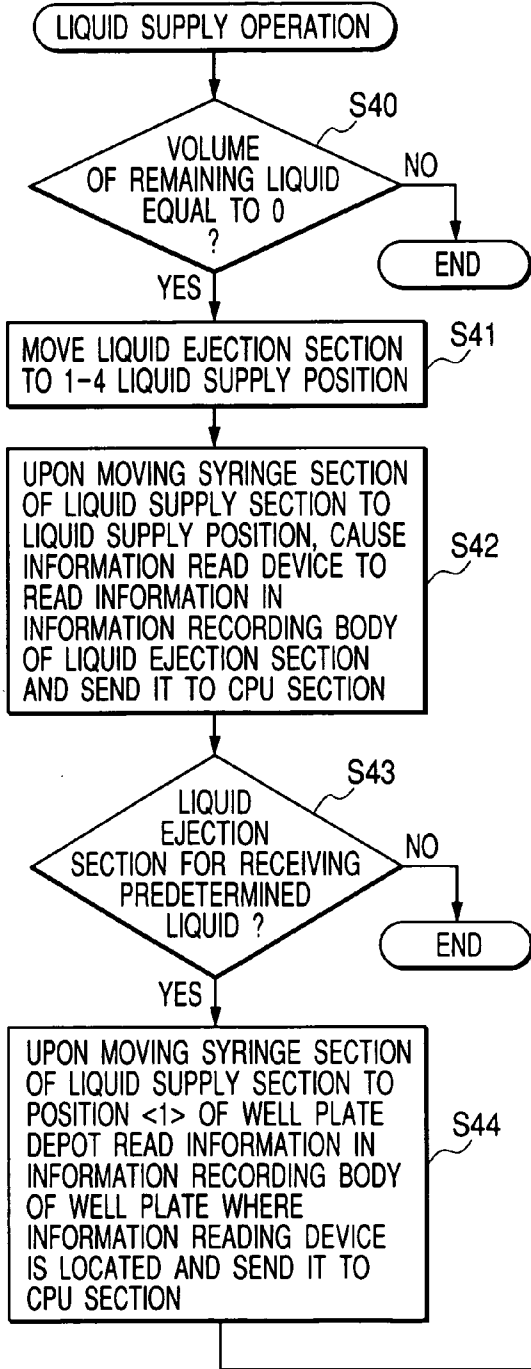 LIQUID SUPPLY OPERATION
S40
VOLUME
OF REMAINING LIQUID
EQUAL TO 0
?
NO
END
YES
S41
MOVE LIQUID EJECTION SECTION
TO 1-4 LIQUID SUPPLY POSITION
S42
UPON MOVING SYRINGE SECTION
OF LIQUID SUPPLY SECTION TO
LIQUID SUPPLY POSITION, CAUSE
INFORMATION READ DEVICE TO
READ INFORMATION IN
INFORMATION RECORDING BODY
OF LIQUID EJECTION SECTION
AND SEND IT TO CPU SECTION
S43
LIQUID
EJECTION
SECTION FOR RECEIVING
PREDETERMINED
LIQUID ?
NO
END
YES
S44
UPON MOVING SYRINGE SECTION
OF LIQUID SUPPLY SECTION TO
POSITION <1> OF WELL PLATE
DEPOT READ INFORMATION IN
INFORMATION RECORDING BODY
OF WELL PLATE WHERE
INFORMATION READING DEVICE
IS LOCATED AND SEND IT TO
CPU SECTION